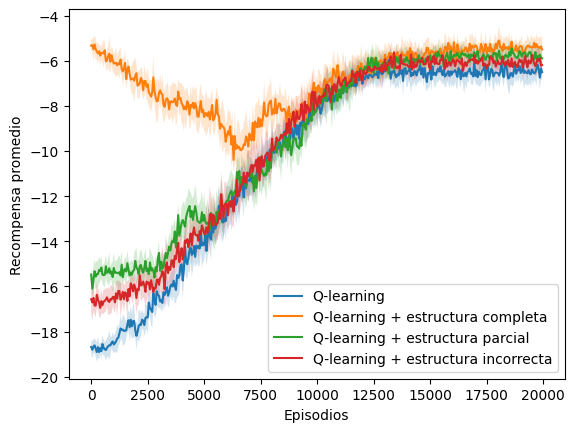 −4
−6
−8
−10
−12
−14
−16
−18
−20
Recompensa promedio
Q-learning
Q-learning + estructura completa
Q-learning + estructura parcial
Q-learning + estructura incorrecta
0 2500 5000 7500 10000 12500 15000 17500 20000
Episodios